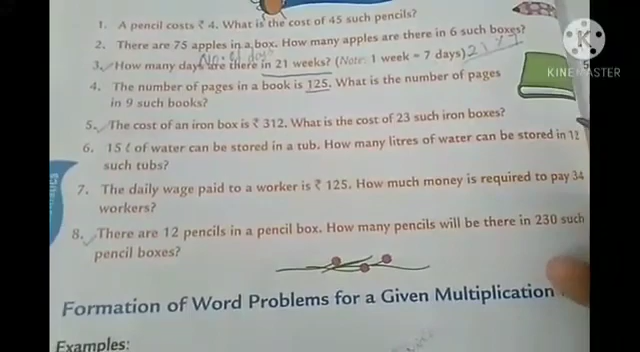 1. A pencil costs ₹ 4. What is the cost of 45 such pencils?
2. There are 75 apples in a box. How many apples are there in 6 such boxes?
No. of days
3. How many days are there in 21 weeks? (Note: 1 week = 7 days) 21×7
4. The number of pages in a book is 125. What is the number of pages
in 9 such books?
5. The cost of an iron box is ₹ 312. What is the cost of 23 such iron boxes?
6. 15 ℓ of water can be stored in a tub. How many litres of water can be stored in 12
such tubs?
7. The daily wage paid to a worker is ₹ 125. How much money is required to pay 34
workers?
8. There are 12 pencils in a pencil box. How many pencils will be there in 230 such
pencil boxes?
Formation of Word Problems for a Given Multiplication
Examples:
K
KINEMASTER